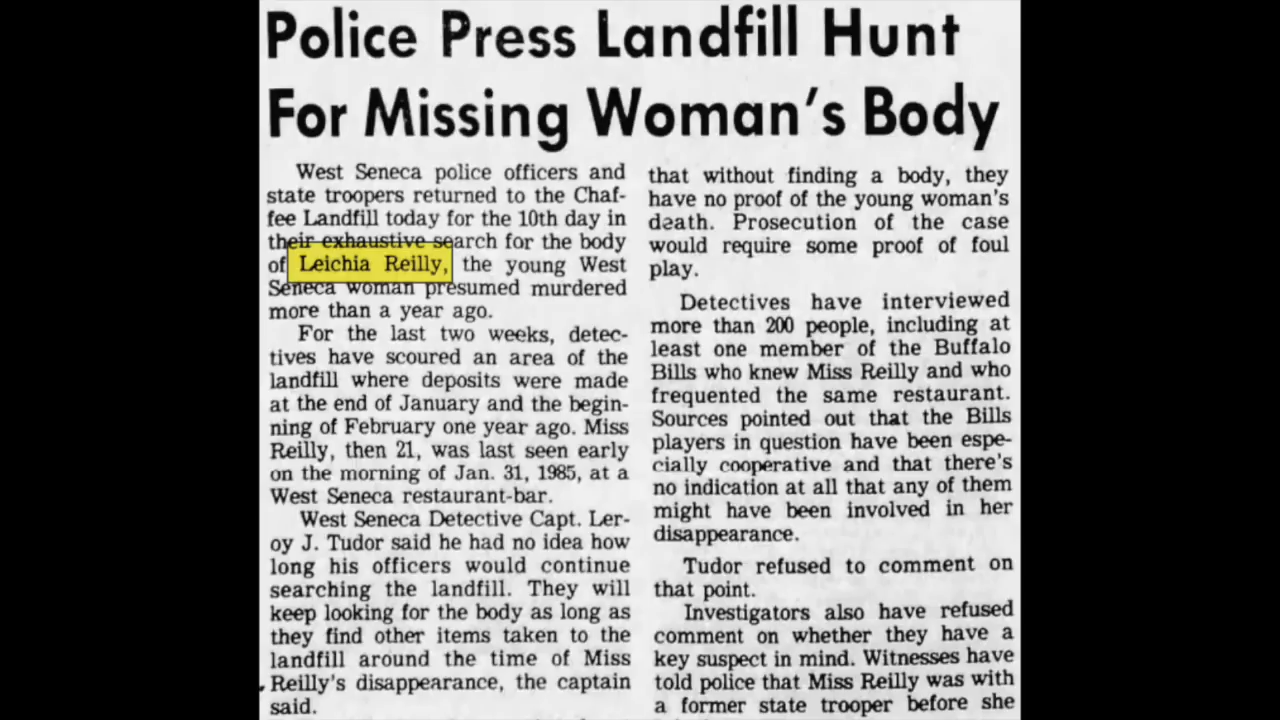 Police Press Landfill Hunt
For Missing Woman's Body
West Seneca police officers and
state troopers returned to the Chaf-
fee Landfill today for the 10th day in
their exhaustive search for the body
of Leichia Reilly, the young West
Seneca woman presumed murdered
more than a year ago.
For the last two weeks, detec-
tives have scoured an area of the
landfill where deposits were made
at the end of January and the begin-
ning of February one year ago. Miss
Reilly, then 21, was last seen early
on the morning of Jan. 31, 1985, at a
West Seneca restaurant-bar.
West Seneca Detective Capt. Ler-
oy J. Tudor said he had no idea how
long his officers would continue
searching the landfill. They will
keep looking for the body as long as
they find other items taken to the
landfill around the time of Miss
Reilly's disappearance, the captain
said.
that without finding a body, they
have no proof of the young woman's
death. Prosecution of the case
would require some proof of foul
play.
Detectives have interviewed
more than 200 people, including at
least one member of the Buffalo
Bills who knew Miss Reilly and who
frequented the same restaurant.
Sources pointed out that the Bills
players in question have been espe-
cially cooperative and that there's
no indication at all that any of them
might have been involved in her
disappearance.
Tudor refused to comment on
that point.
Investigators also have refused
comment on whether they have a
key suspect in mind. Witnesses have
told police that Miss Reilly was with
a former state trooper before she